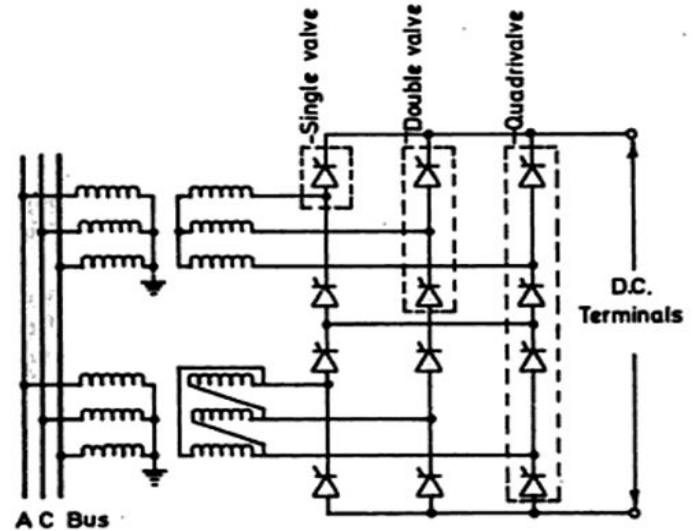 Single valve
Double valve
Quadrivalve
D.C.
Terminals
A C Bus